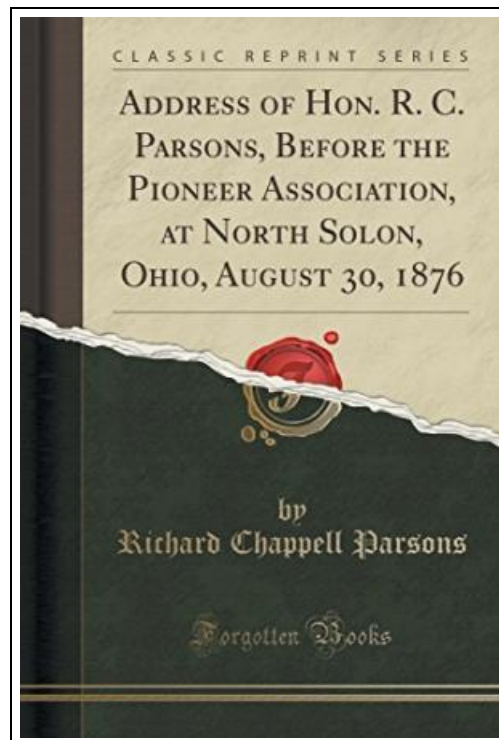 CLASSIC REPRINT SERIES
ADDRESS OF HON. R. C.
PARSONS, BEFORE THE
PIONEER ASSOCIATION,
AT NORTH SOLON,
OHIO, AUGUST 30, 1876
F
by
Richard Chappell Parsons
Forgotten Books